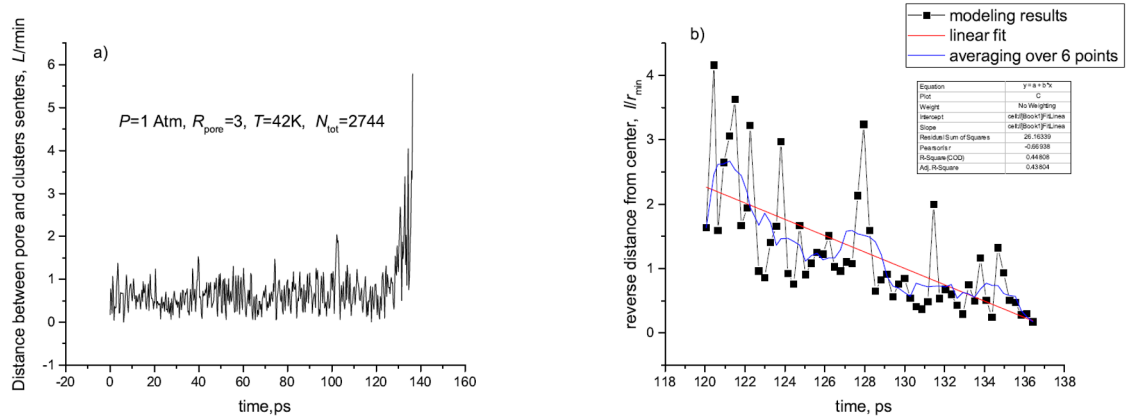 a)
P=1 Atm, Rpore=3, T=42K, Ntot=2744
Distance between pore and clusters senters, L/rmin
6
5
4
3
2
1
0
-1
-20 0 20 40 60 80 100 120 140 160
time,ps
modeling results
linear fit
averaging over 6 points
b)
Equation y = a + b*x
Plot C
Weight No Weighting
Intercept
Slope
Residual Sum of Squares 26.16339
Pearson's r -0.66938
R-Square(COD) 0.44808
Adj. R-Square 0.43804
reverse distance from center, l/rmin
4
3
2
1
0
118 120 122 124 126 128 130 132 134 136 138
time, ps